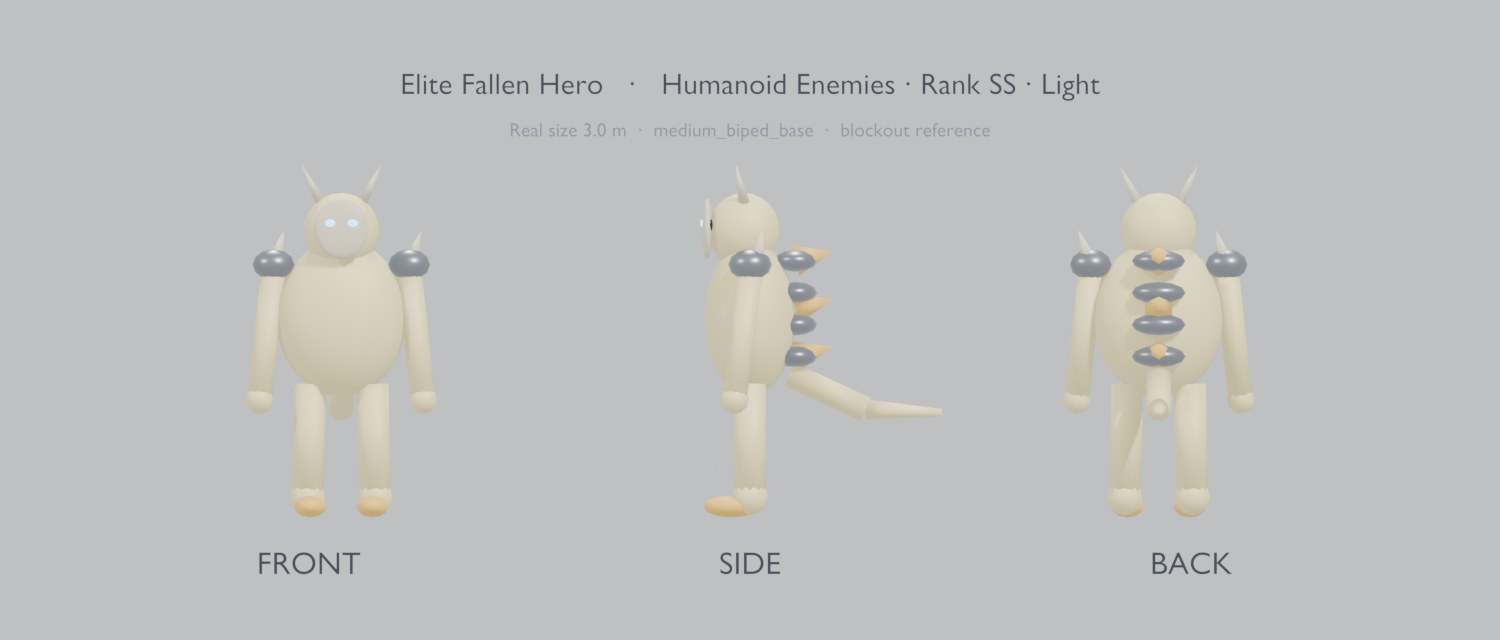 Elite Fallen Hero · Humanoid Enemies · Rank SS · Light
Real size 3.0 m · medium_biped_base · blockout reference
FRONT
SIDE
BACK